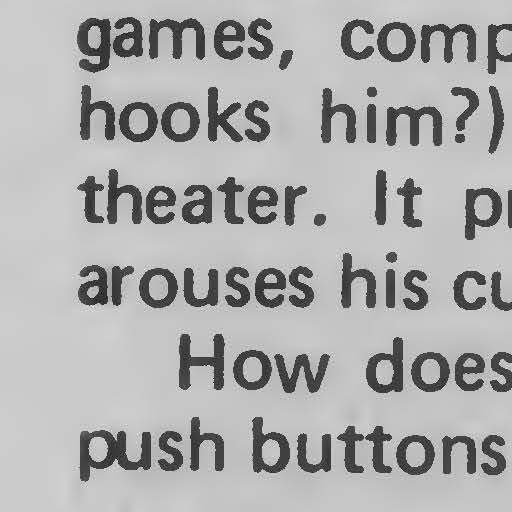 games, comp
hooks him?)
theater. It pr
arouses his cu
How does
push buttons